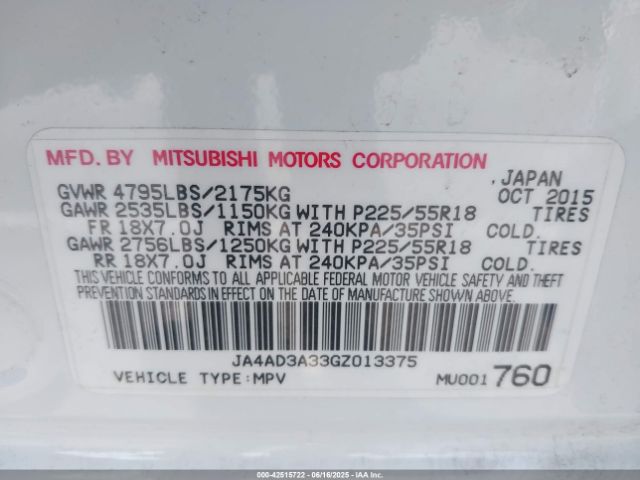 MFD. BY MITSUBISHI MOTORS CORPORATION
, JAPAN
GVWR 4795LBS/2175KG OCT 2015
GAWR 2535LBS/1150KG WITH P225/55R18 TIRES
FR 18X7.0J RIMS AT 240KPA/35PSI COLD.
GAWR 2756LBS/1250KG WITH P225/55R18 TIRES
RR 18X7.0J RIMS AT 240KPA/35PSI COLD.
THIS VEHICLE CONFORMS TO ALL APPLICABLE FEDERAL MOTOR VEHICLE SAFETY AND THEFT
PREVENTION STANDARDS IN EFFECT ON THE DATE OF MANUFACTURE SHOWN ABOVE.
JA4AD3A33GZ013375
VEHICLE TYPE:MPV MU001 760
000-42515722 - 06/16/2025 - IAAI.COM